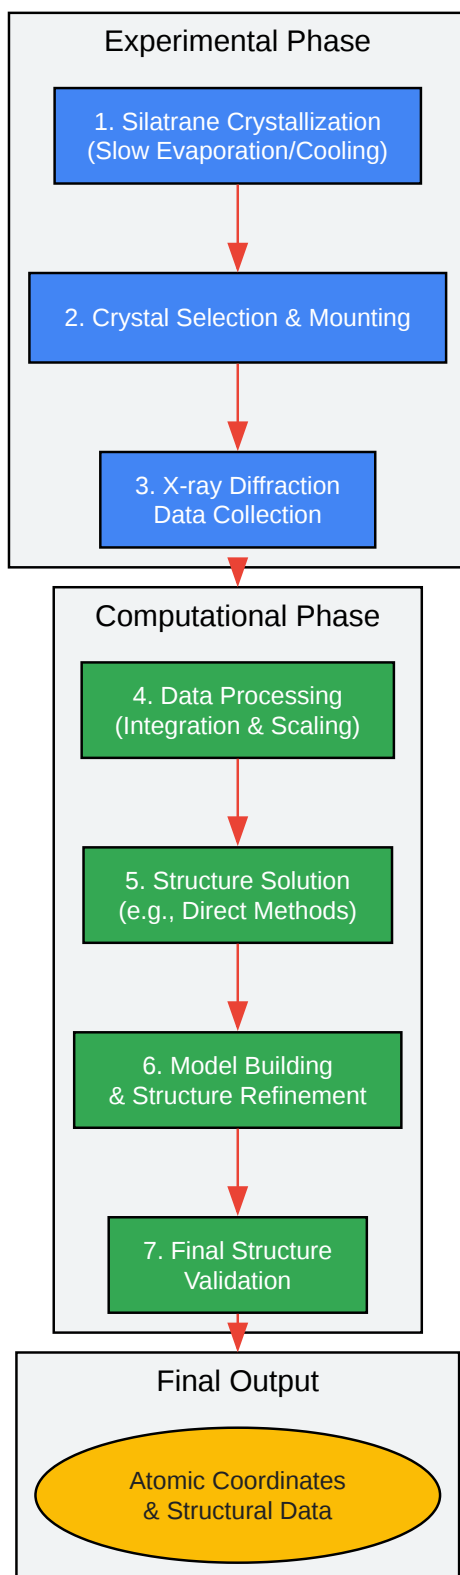 Experimental Phase
1. Silatrane Crystallization
(Slow Evaporation/Cooling)
2. Crystal Selection & Mounting
3. X-ray Diffraction
Data Collection
Computational Phase
4. Data Processing
(Integration & Scaling)
5. Structure Solution
(e.g., Direct Methods)
6. Model Building
& Structure Refinement
7. Final Structure
Validation
Final Output
Atomic Coordinates
& Structural Data